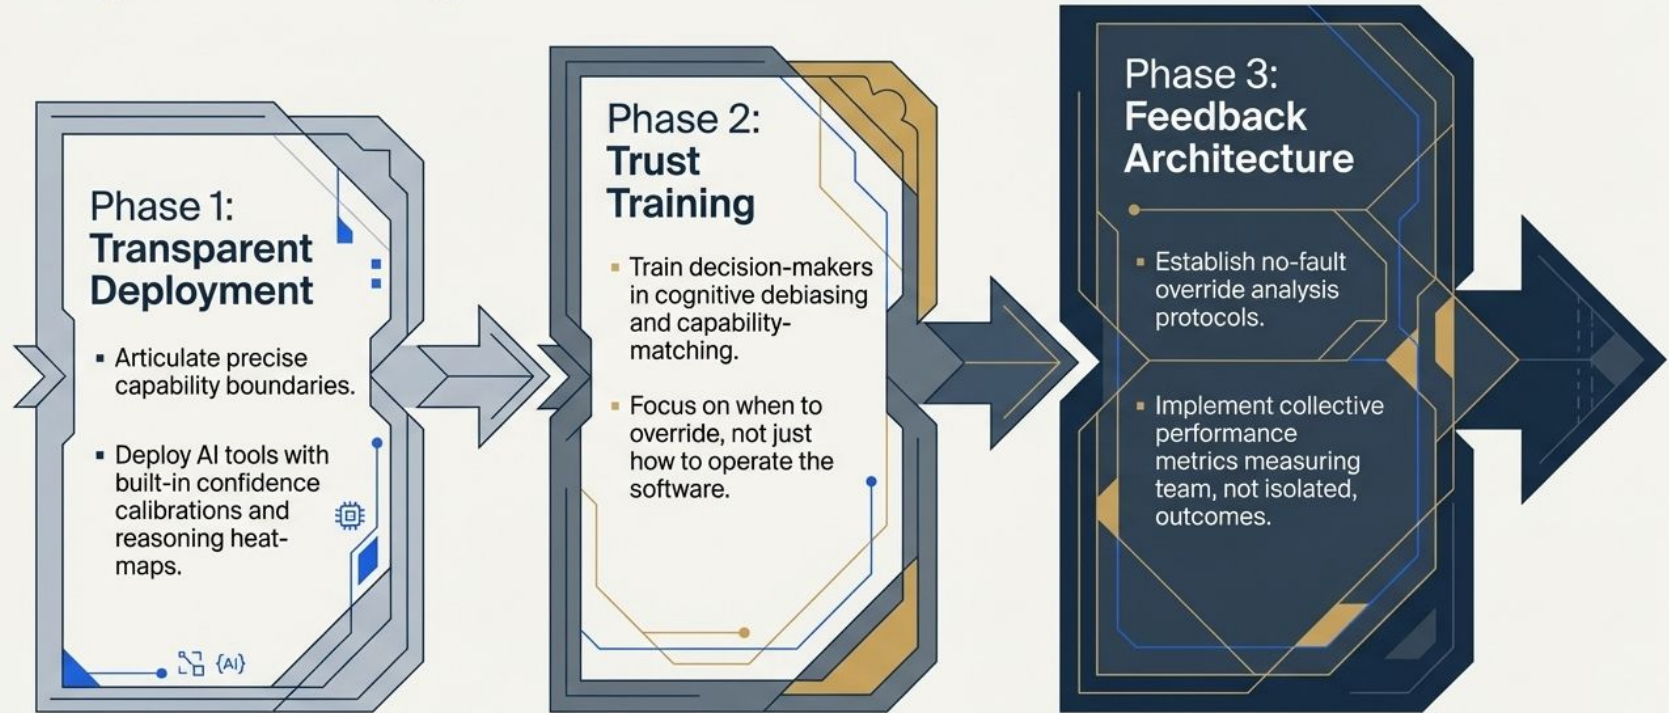 Phase 1:
Transparent
Deployment
▪ Articulate precise
capability boundaries.
▪ Deploy AI tools with
built-in confidence
calibrations and
reasoning heat-
maps.
{AI}
Phase 2:
Trust
Training
▪ Train decision-makers
in cognitive debiasing
and capability-
matching.
▪ Focus on when to
override, not just
how to operate the
software.
Phase 3:
Feedback
Architecture
▪ Establish no-fault
override analysis
protocols.
▪ Implement collective
performance
metrics measuring
team, not isolated,
outcomes.